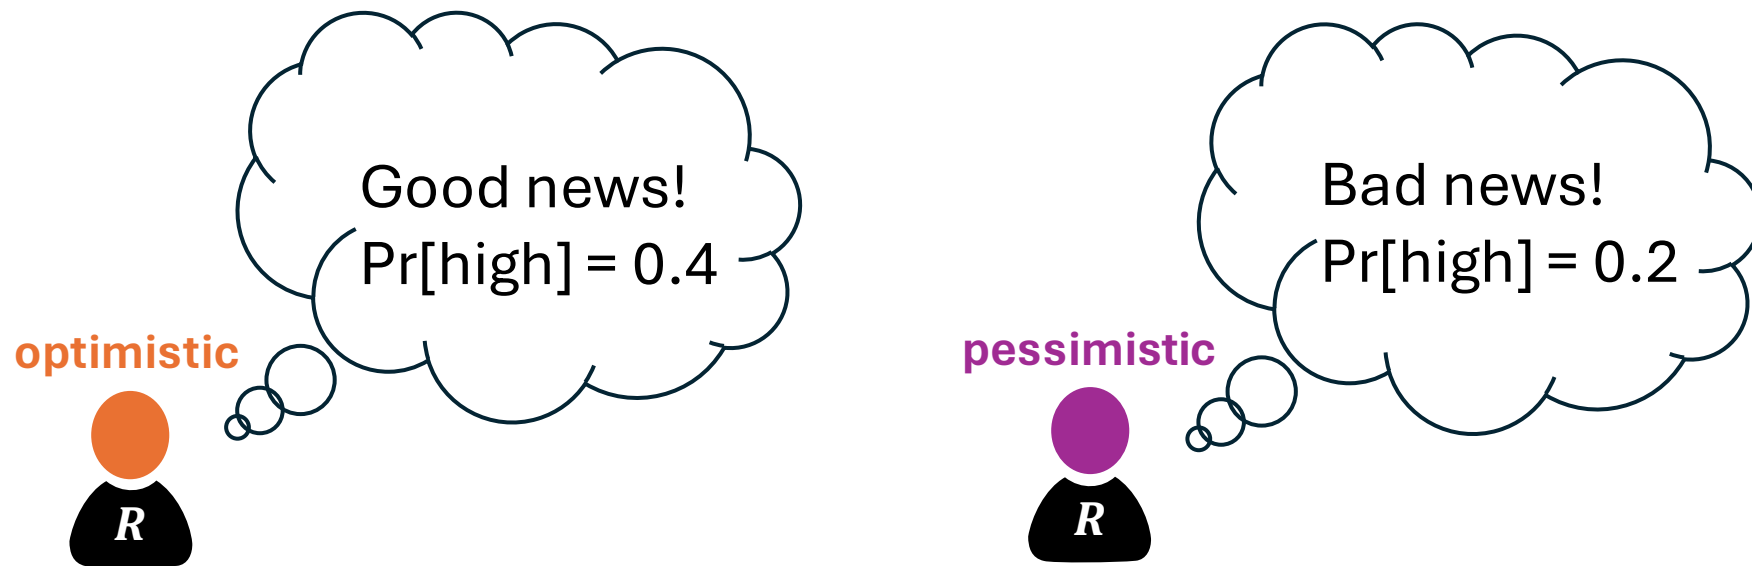 Good news!
Pr[high] = 0.4
optimistic
R
Bad news!
Pr[high] = 0.2
pessimistic
R